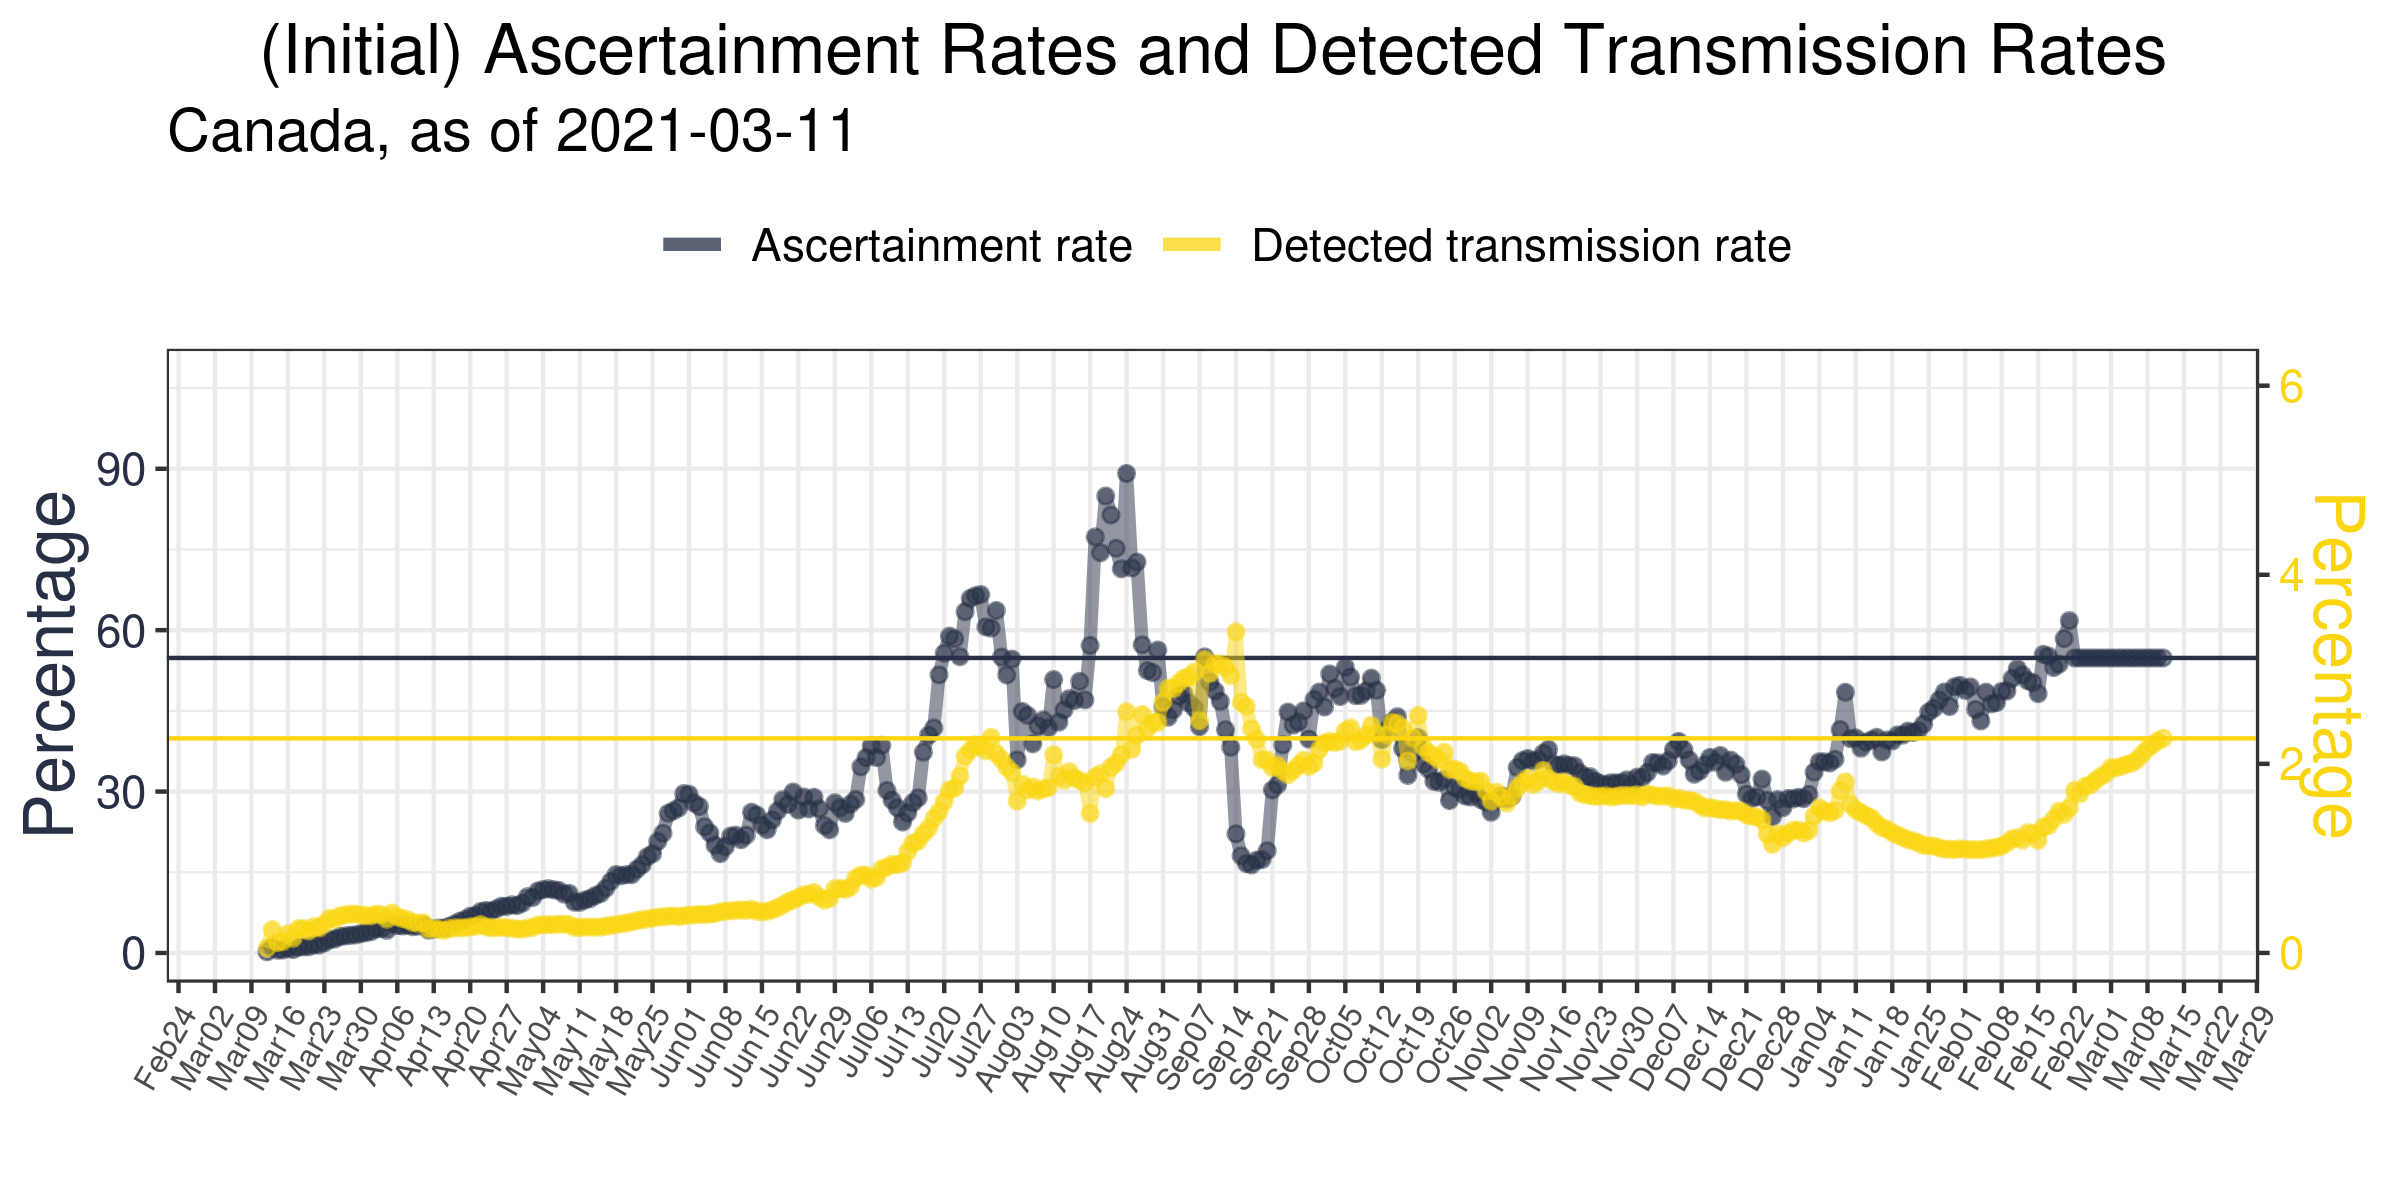 (Initial) Ascertainment Rates and Detected Transmission Rates
Canada, as of 2021-03-11
Ascertainment rate
Detected transmission rate
Percentage
90
60
30
0
6
4
2
0
Percentage
Feb24
Mar02
Mar09
Mar16
Mar23
Mar30
Apr06
Apr13
Apr20
Apr27
May04
May11
May18
May25
Jun01
Jun08
Jun15
Jun22
Jun29
Jul06
Jul13
Jul20
Jul27
Aug03
Aug10
Aug17
Aug24
Aug31
Sep07
Sep14
Sep21
Sep28
Oct05
Oct12
Oct19
Oct26
Nov02
Nov09
Nov16
Nov23
Nov30
Dec07
Dec14
Dec21
Dec28
Jan04
Jan11
Jan18
Jan25
Feb01
Feb08
Feb15
Feb22
Mar01
Mar08
Mar15
Mar22
Mar29